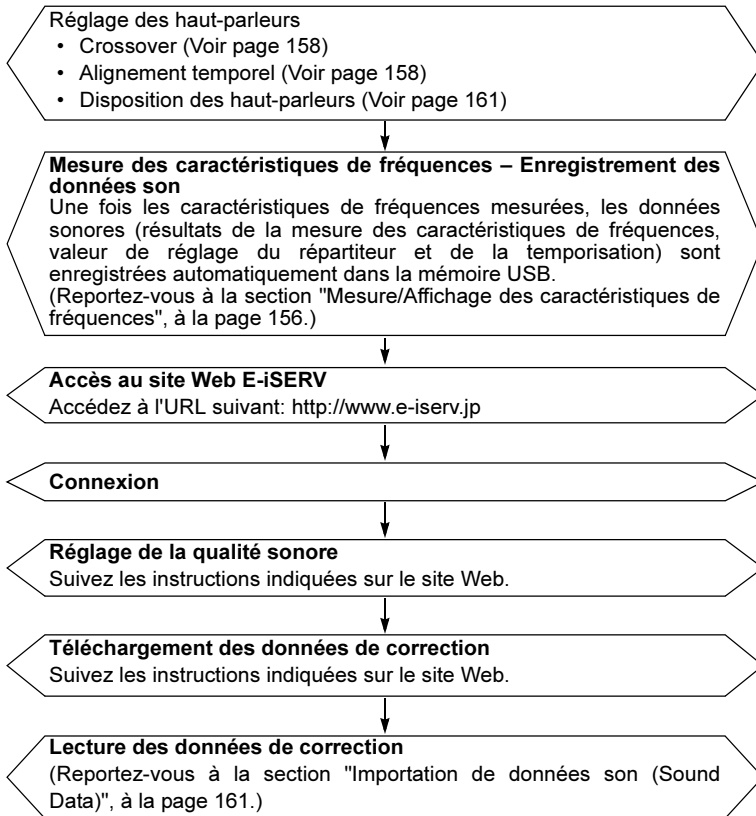 Réglage des haut-parleurs
• Crossover (Voir page 158)
• Alignement temporel (Voir page 158)
• Disposition des haut-parleurs (Voir page 161)
Mesure des caractéristiques de fréquences – Enregistrement des
données son
Une fois les caractéristiques de fréquences mesurées, les données
sonores (résultats de la mesure des caractéristiques de fréquences,
valeur de réglage du répartiteur et de la temporisation) sont
enregistrées automatiquement dans la mémoire USB.
(Reportez-vous à la section "Mesure/Affichage des caractéristiques de
fréquences", à la page 156.)
Accès au site Web E-iSERV
Accédez à l'URL suivant: http://www.e-iserv.jp
Connexion
Réglage de la qualité sonore
Suivez les instructions indiquées sur le site Web.
Téléchargement des données de correction
Suivez les instructions indiquées sur le site Web.
Lecture des données de correction
(Reportez-vous à la section "Importation de données son (Sound
Data)", à la page 161.)